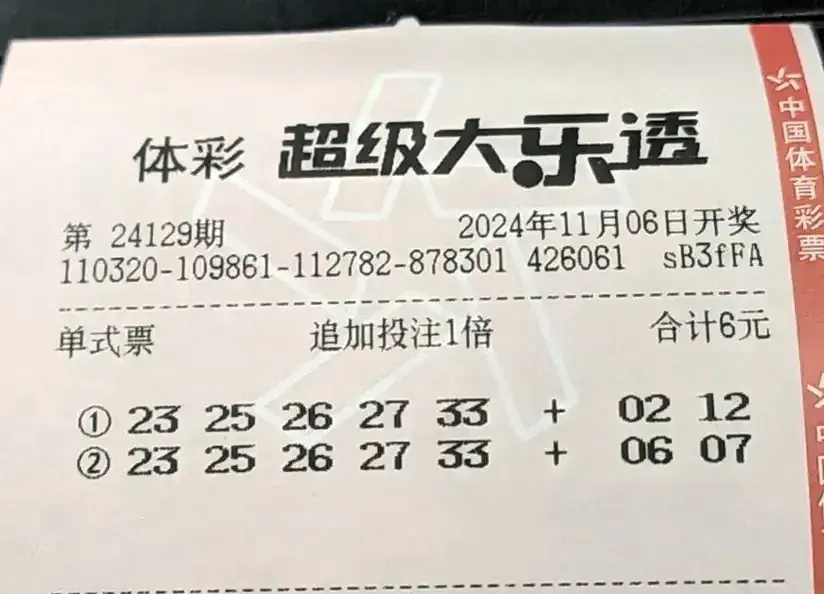 体彩 超级大乐透
第 24129期 2024年11月06日开奖
110320-109861-112782-878301 426061 sB3fFA
单式票 追加投注1倍 合计6元
① 23 25 26 27 33 + 02 12
② 23 25 26 27 33 + 06 07
中国体育彩票
中国